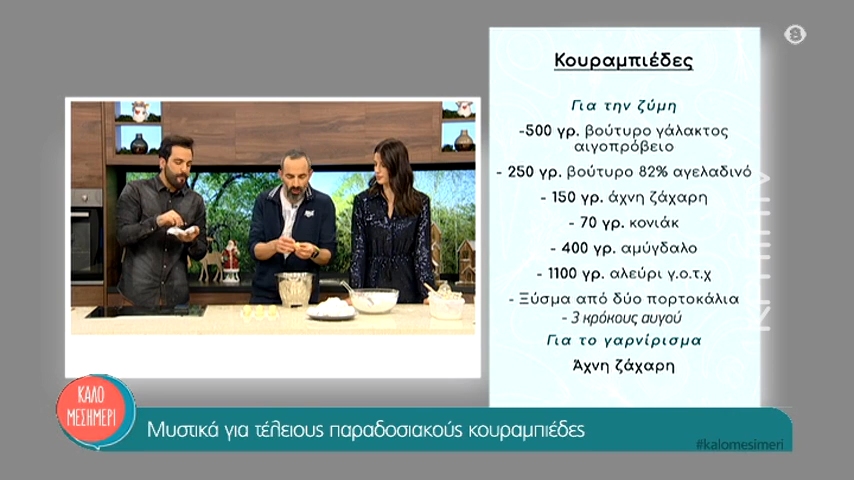 8
Κουραμπιέδες
Για την ζύμη
-500 γρ. βούτυρο γάλακτος
αιγοπρόβειο
- 250 γρ. βούτυρο 82% αγελαδινό
- 150 γρ. άχνη ζάχαρη
- 70 γρ. κονιάκ
- 400 γρ. αμύγδαλο
- 1100 γρ. αλεύρι γ.ο.τ.χ
- Ξύσμα από δύο πορτοκάλια
- 3 κρόκους αυγού
Για το γαρνίρισμα
Άχνη ζάχαρη
ΚΑΛΟ
ΜΕΣΗΜΕΡΙ
Μυστικά για τέλειους παραδοσιακούς κουραμπιέδες
#kalomesimeri